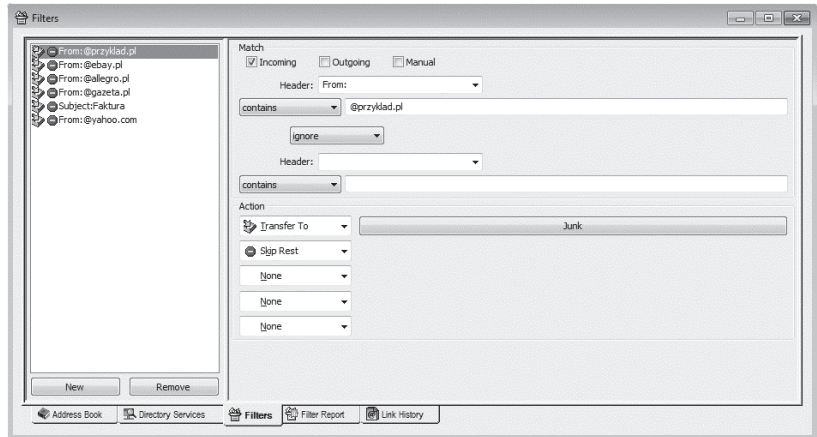 Filters
From:@przyklad.pl
From:@ebay.pl
From:@allegro.pl
From:@gazeta.pl
Subject:Faktura
From:@yahoo.com
New Remove
Match
Incoming Outgoing Manual
Header: From:
contains @przyklad.pl
ignore
Header:
contains
Action
Transfer To Junk
Skip Rest
None
None
None
Address Book Directory Services Filters Filter Report Link History